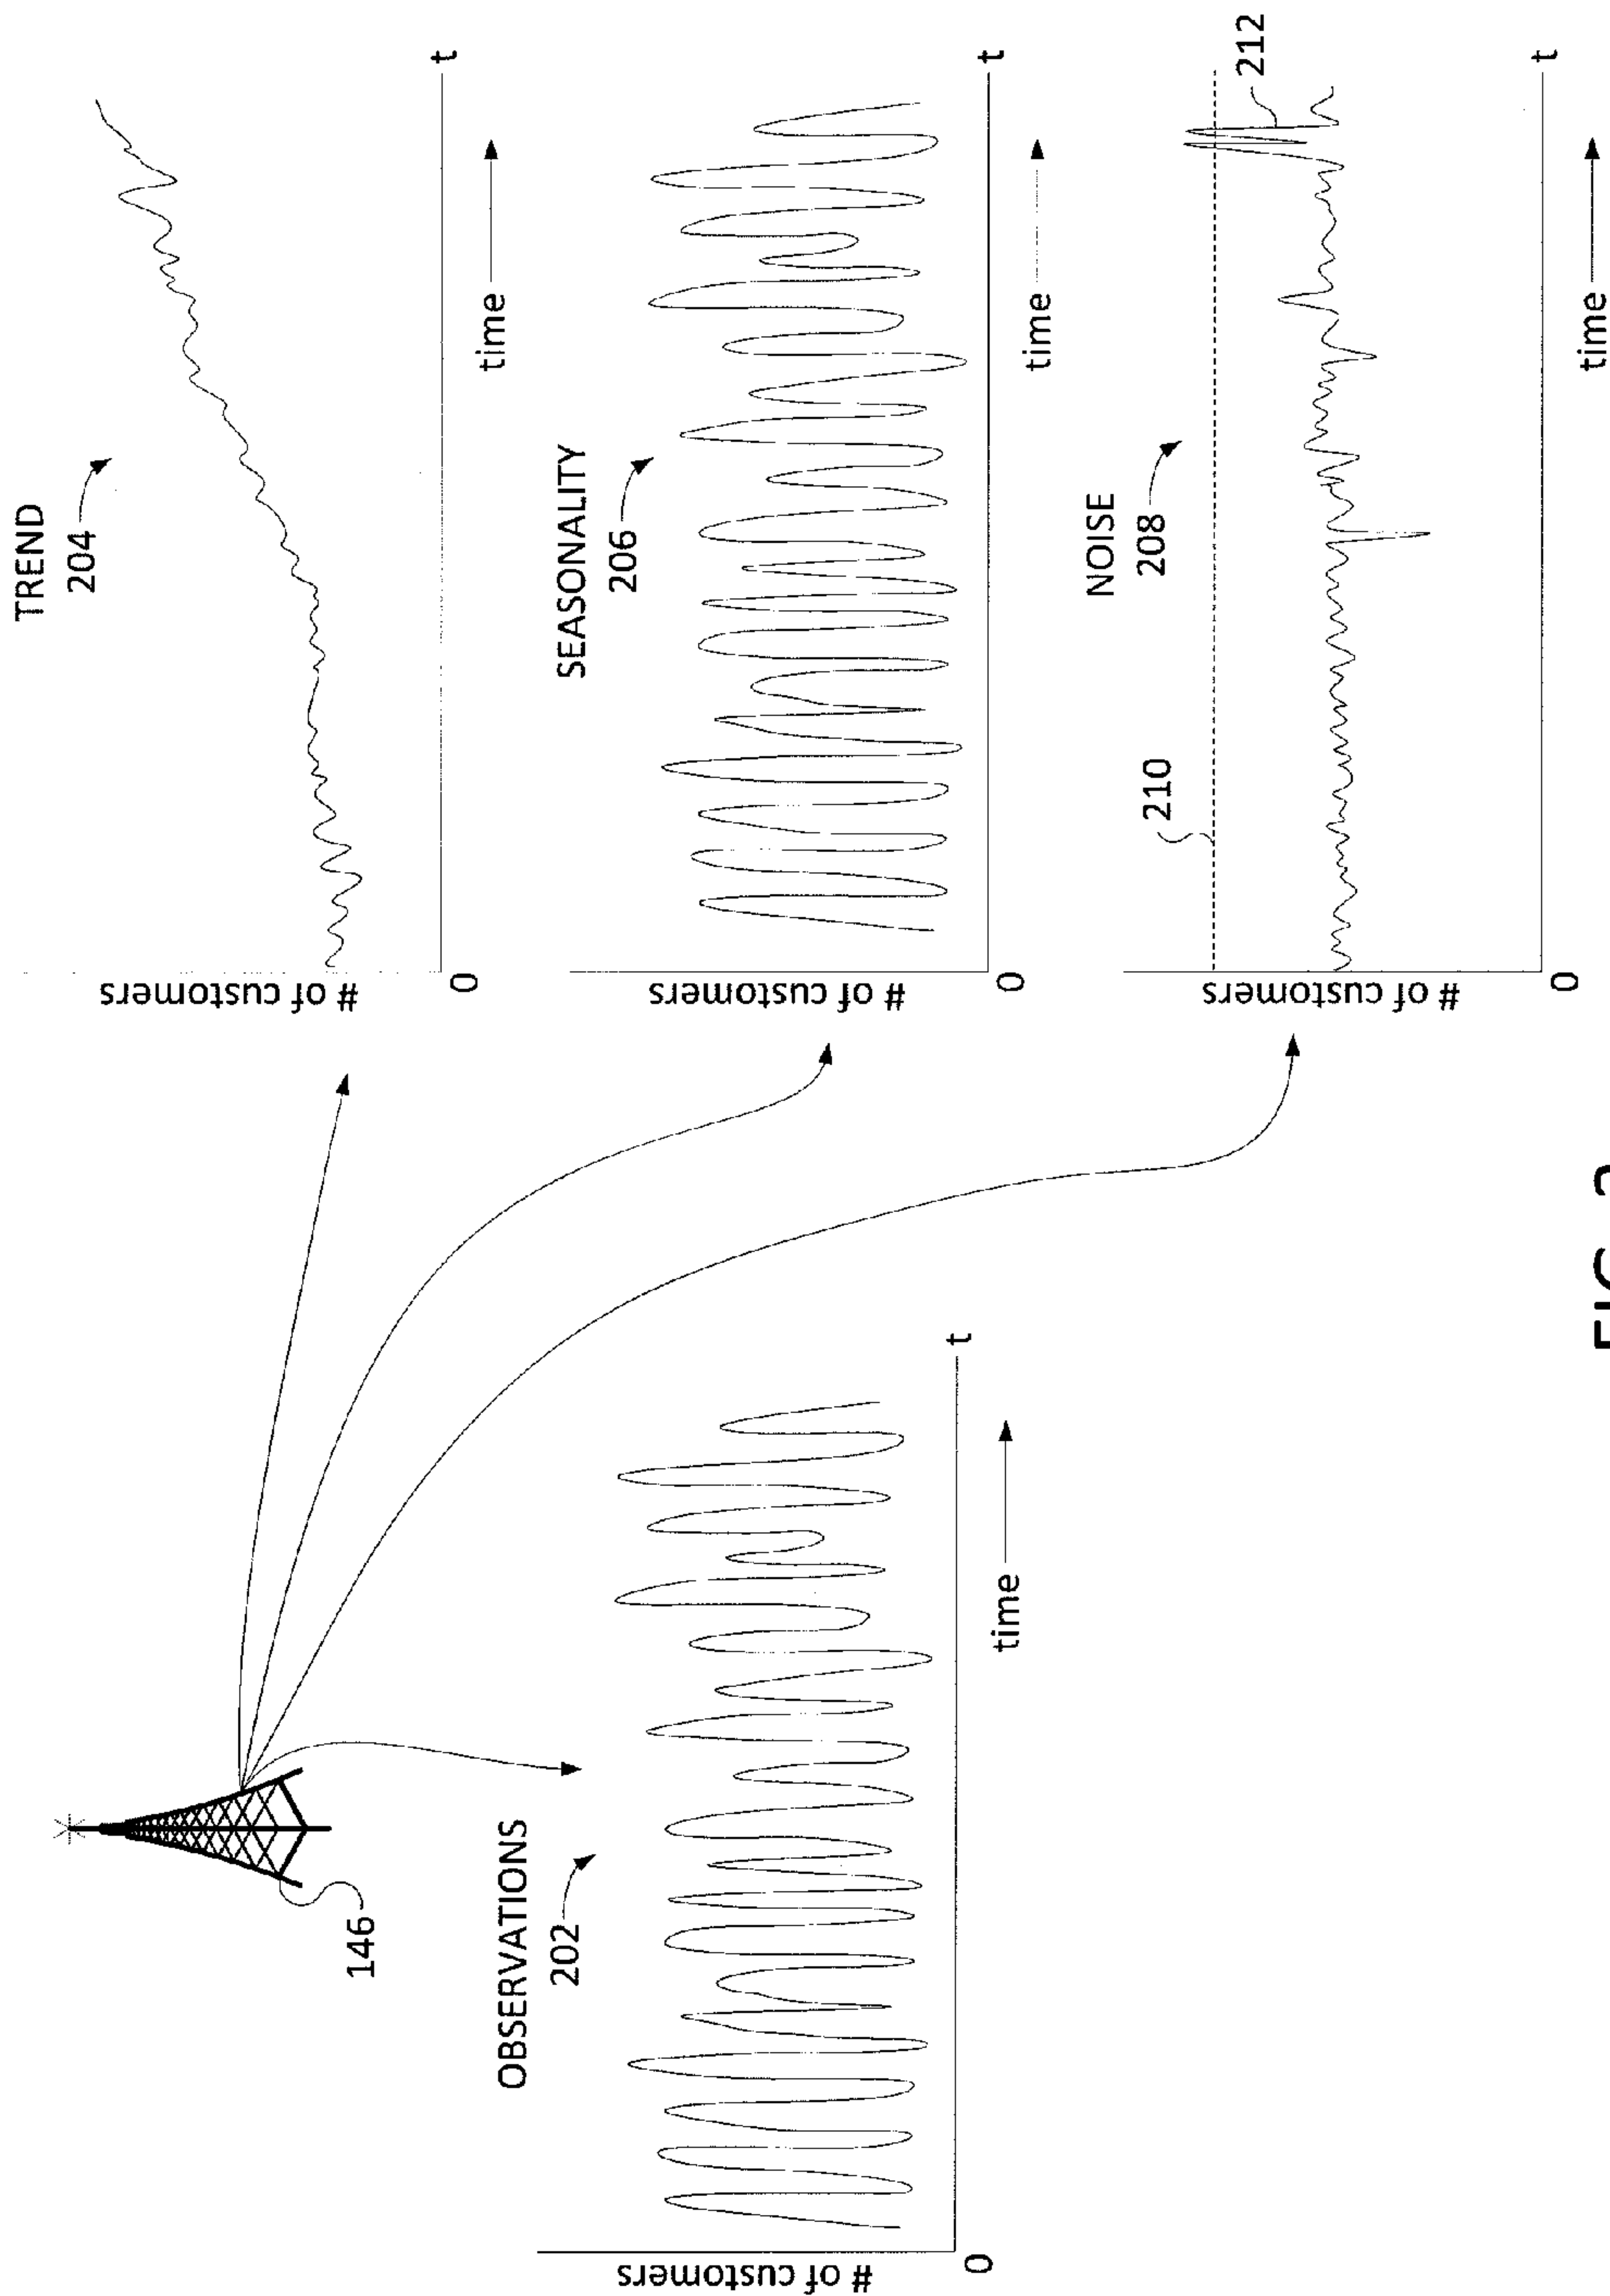 146
OBSERVATIONS
202
# of customers
0
time
t
TREND
204
# of customers
0
time
t
SEASONALITY
206
# of customers
0
time
t
NOISE
208
210
212
# of customers
0
time
t